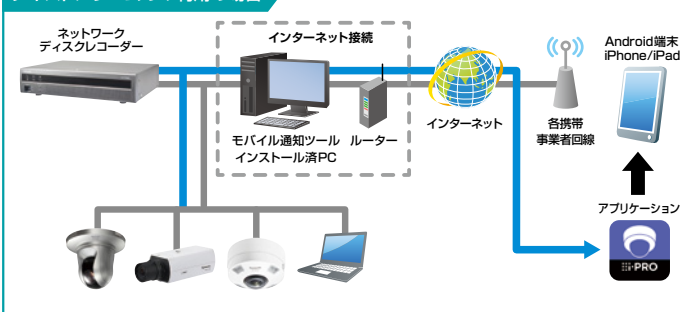 ネットワーク
ディスクレコーダー
インターネット接続
モバイル通知ツール
インストール済PC
ルーター
インターネット
各携帯
事業者回線
Android端末
iPhone/iPad
アプリケーション
i-PRO